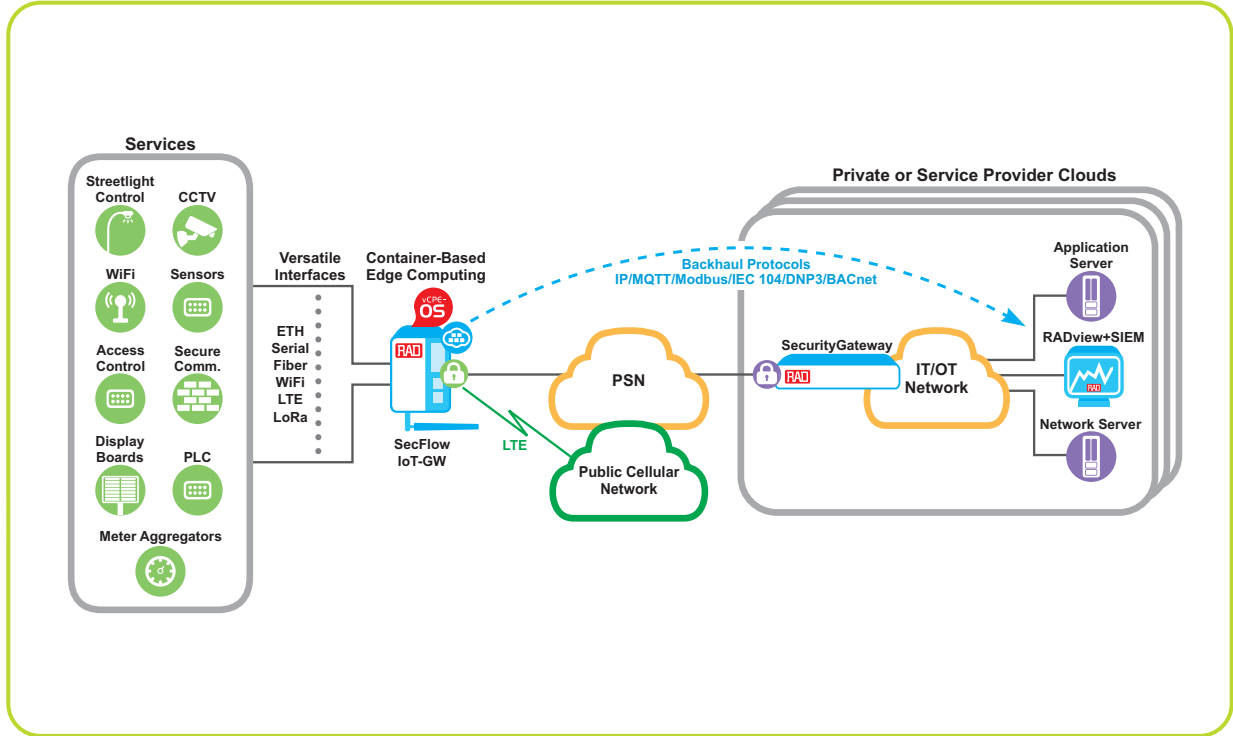 Services
Streetlight
Control
CCTV
WiFi
Sensors
Access
Control
Secure
Comm.
Display
Boards
PLC
Meter Aggregators
Versatile
Interfaces
ETH
Serial
Fiber
WiFi
LTE
LoRa
Container-Based
Edge Computing
vCPE-
OS
RAD
SecFlow
IoT-GW
LTE
Backhaul Protocols
IP/MQTT/Modbus/IEC 104/DNP3/BACnet
PSN
Public Cellular
Network
Private or Service Provider Clouds
SecurityGateway
RAD
IT/OT
Network
Application
Server
RADview+SIEM
RAD
Network Server